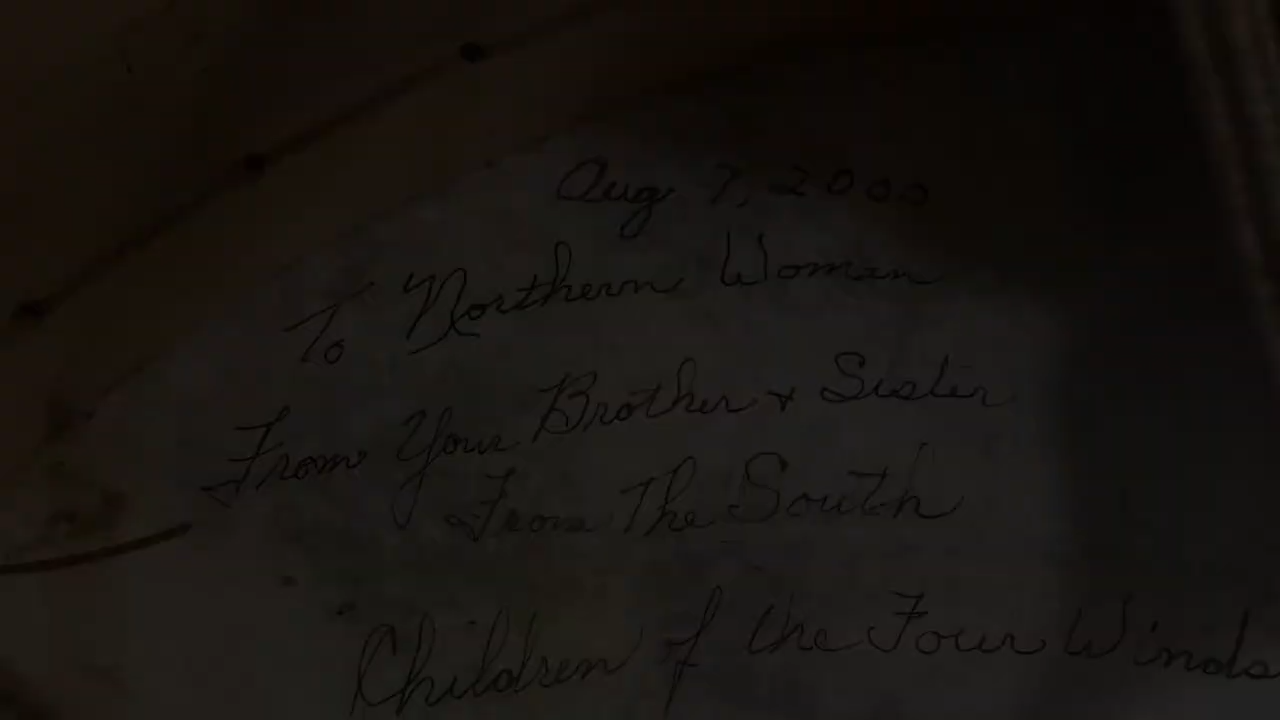 Aug 7, 2000
To Northern Woman
From Your Brother & Sister
From The South
Children of the Four Winds